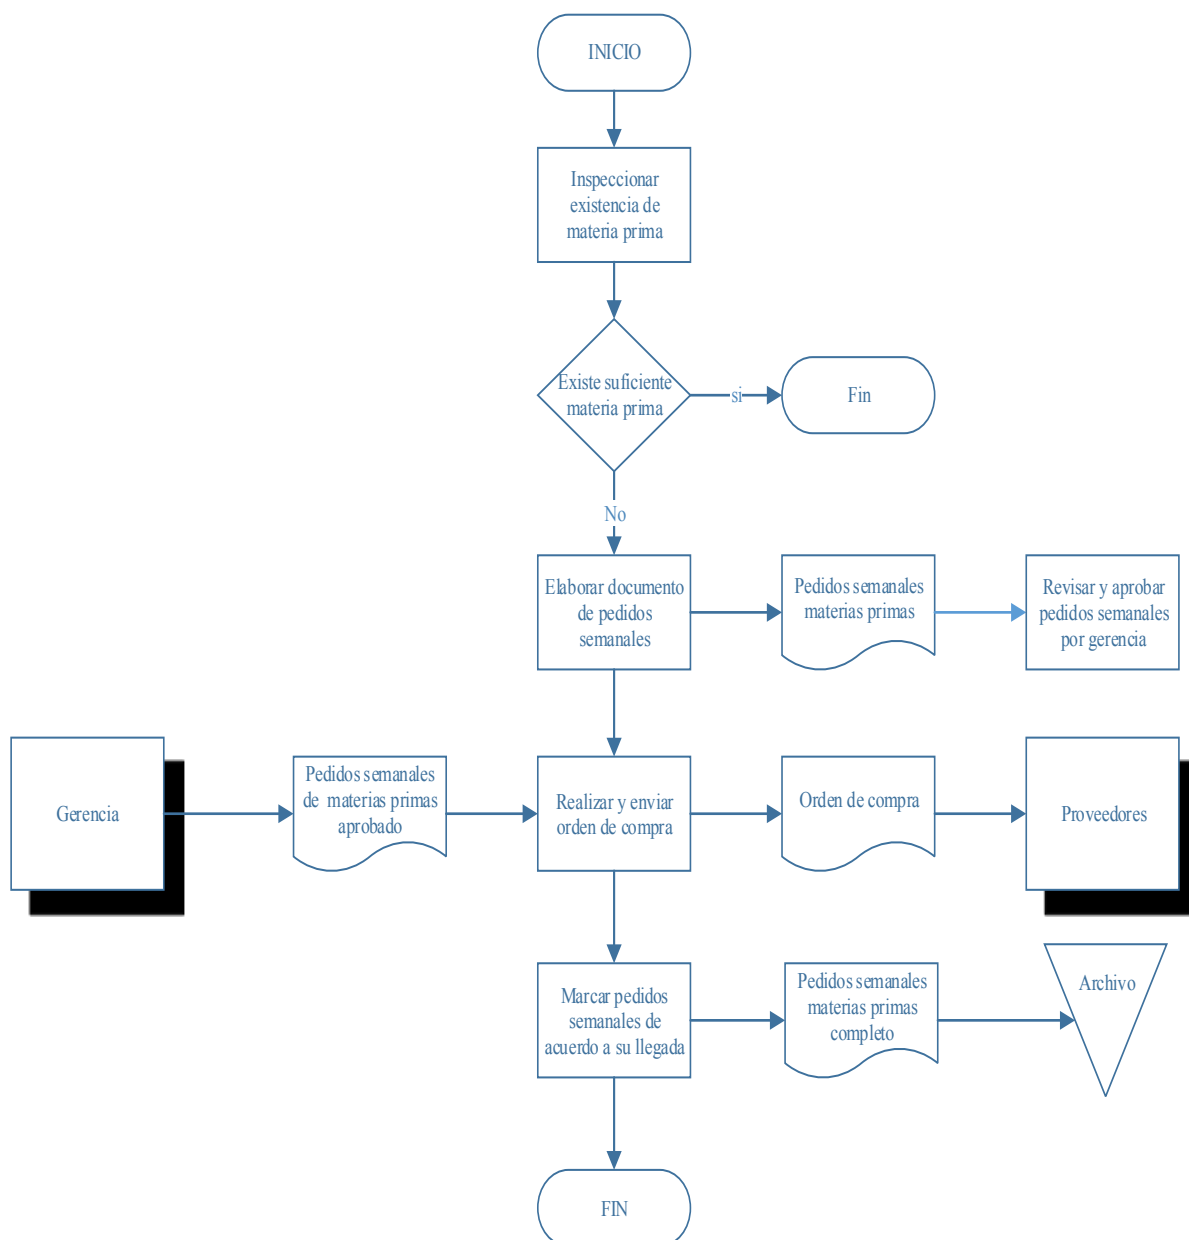 INICIO
Inspeccionar
existencia de
materia prima
Existe suficiente
materia prima
si
Fin
No
Elaborar documento
de pedidos
semanales
Pedidos semanales
materias primas
Revisar y aprobar
pedidos semanales
por gerencia
Gerencia
Pedidos semanales
de materias primas
aprobado
Realizar y enviar
orden de compra
Orden de compra
Proveedores
Marcar pedidos
semanales de
acuerdo a su llegada
Pedidos semanales
materias primas
completo
Archivo
FIN